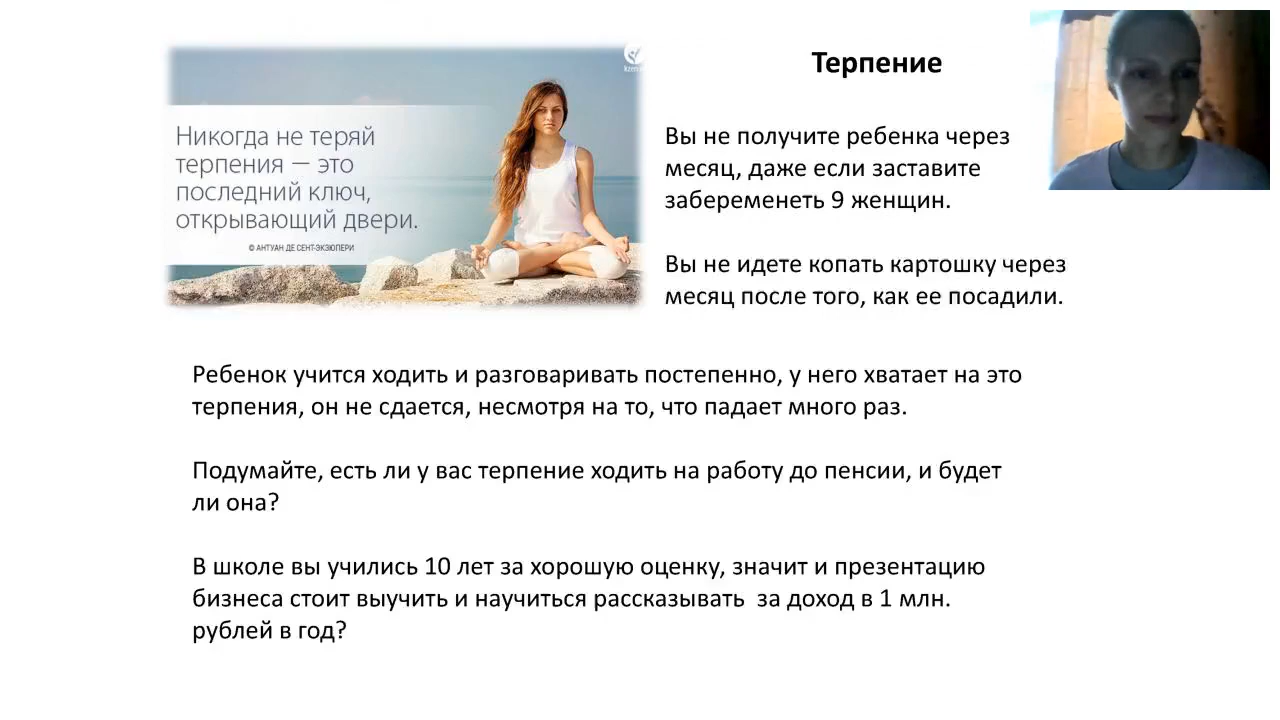 Терпение
Никогда не теряй
терпения — это
последний ключ,
открывающий двери.
© АНТУАН ДЕ СЕНТ-ЭКЗЮПЕРИ
Вы не получите ребенка через
месяц, даже если заставите
забеременеть 9 женщин.
Вы не идете копать картошку через
месяц после того, как ее посадили.
Ребенок учится ходить и разговаривать постепенно, у него хватает на это
терпения, он не сдается, несмотря на то, что падает много раз.
Подумайте, есть ли у вас терпение ходить на работу до пенсии, и будет
ли она?
В школе вы учились 10 лет за хорошую оценку, значит и презентацию
бизнеса стоит выучить и научиться рассказывать  за доход в 1 млн.
рублей в год?